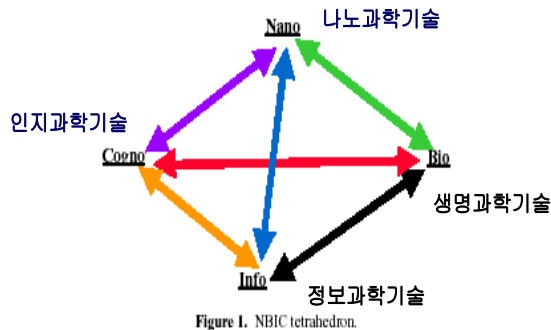 나노과학기술
Nano
인지과학기술
Cogno
Bio
생명과학기술
Info
정보과학기술
Figure 1. NBIC tetrahedron.